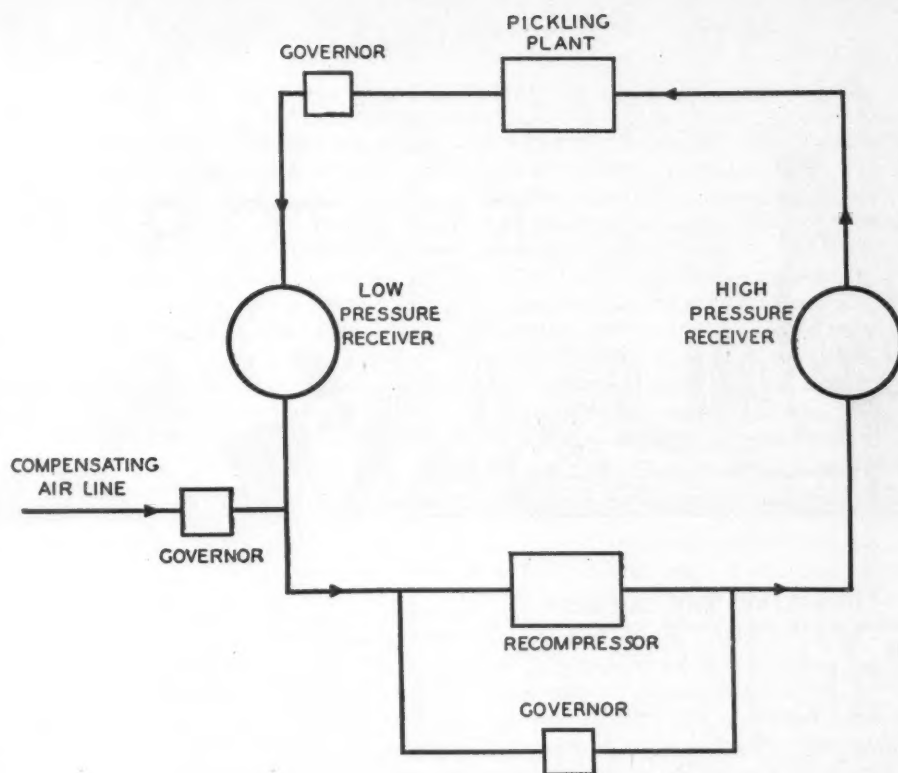 PICKLING
PLANT
GOVERNOR
LOW
PRESSURE
RECEIVER
HIGH
PRESSURE
RECEIVER
COMPENSATING
AIR LINE
GOVERNOR
RECOMPRESSOR
GOVERNOR